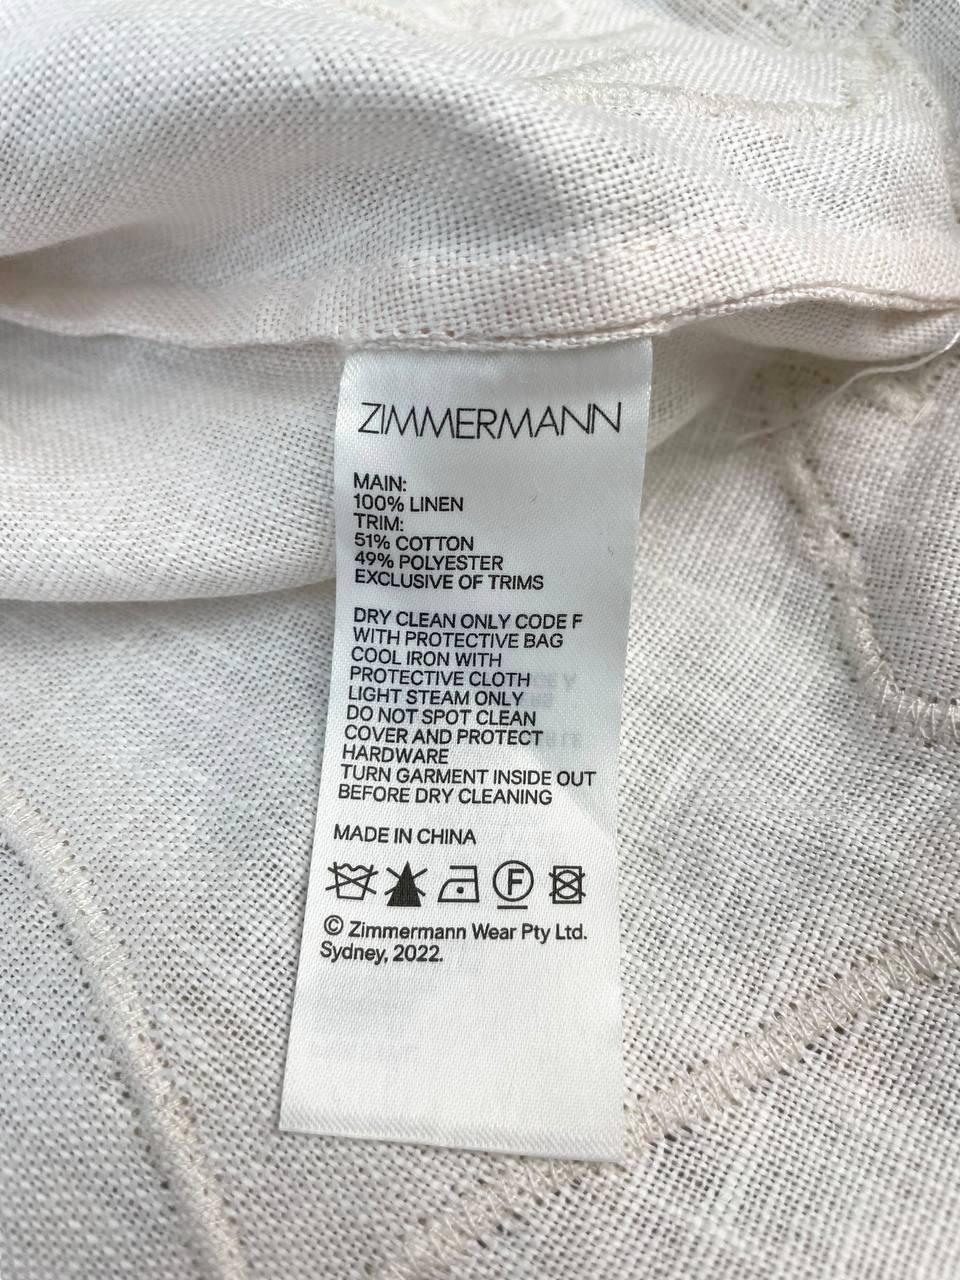 ZIMMERMANN
MAIN:
100% LINEN
TRIM:
51% COTTON
49% POLYESTER
EXCLUSIVE OF TRIMS
DRY CLEAN ONLY CODE F
WITH PROTECTIVE BAG
COOL IRON WITH
PROTECTIVE CLOTH
LIGHT STEAM ONLY
DO NOT SPOT CLEAN
COVER AND PROTECT
HARDWARE
TURN GARMENT INSIDE OUT
BEFORE DRY CLEANING
MADE IN CHINA
F
© Zimmermann Wear Pty Ltd.
Sydney, 2022.